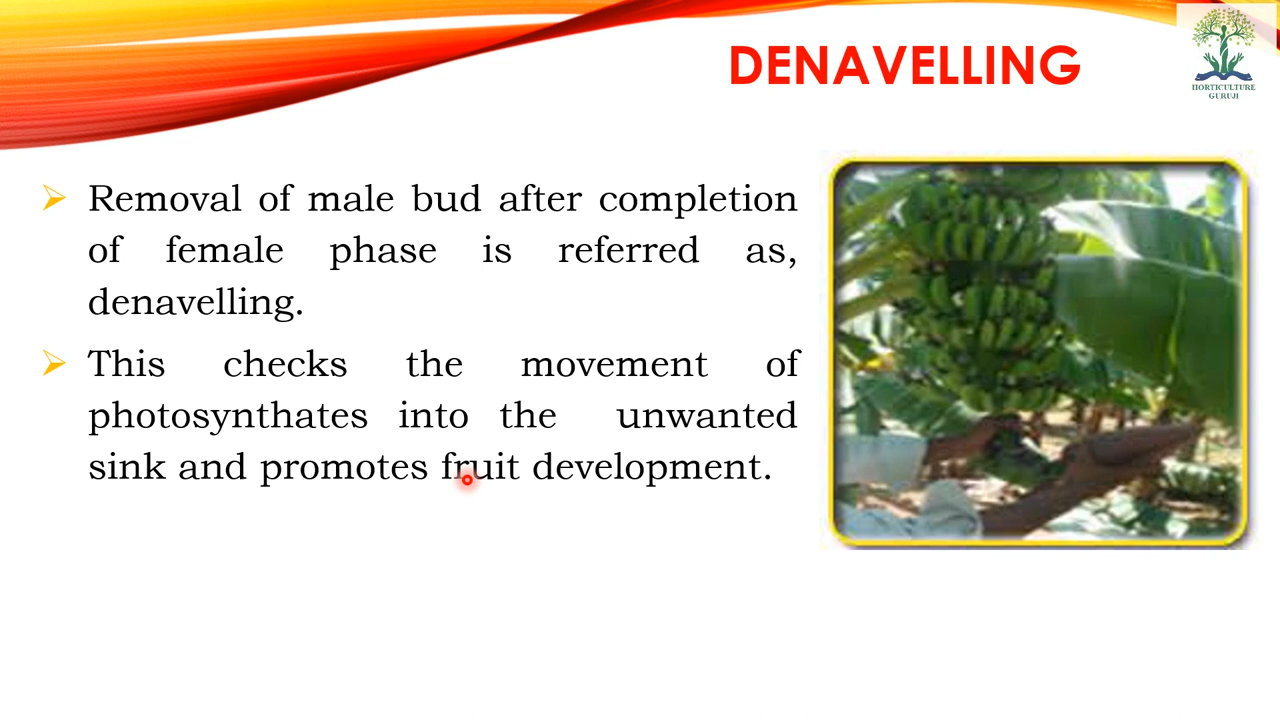 DENAVELLING
HORTICULTURE
GURUJI
Removal of male bud after completion
of female phase is referred as,
denavelling.
This checks the movement of
photosynthates into the unwanted
sink and promotes fruit development.